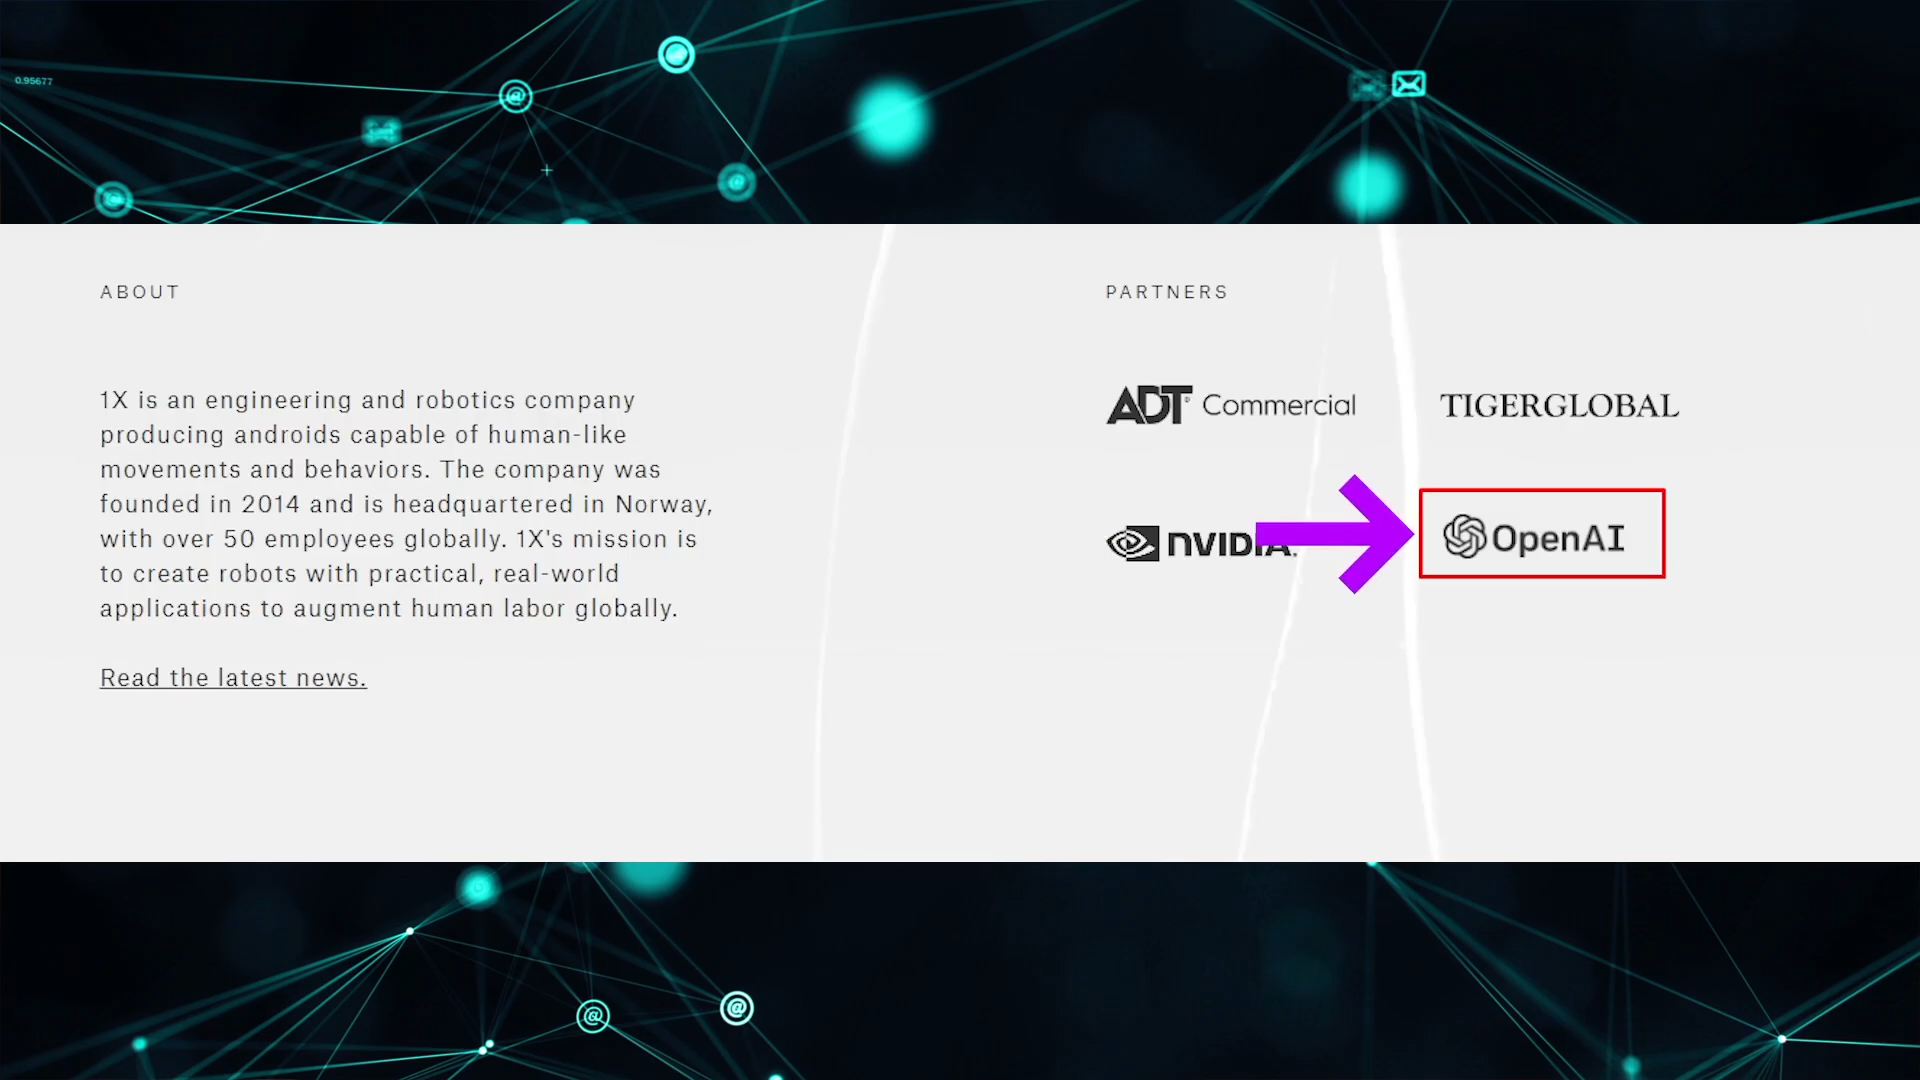 0.95677
ABOUT
1X is an engineering and robotics company
producing androids capable of human-like
movements and behaviors. The company was
founded in 2014 and is headquartered in Norway,
with over 50 employees globally. 1X's mission is
to create robots with practical, real-world
applications to augment human labor globally.
Read the latest news.
PARTNERS
ADT Commercial
TIGERGLOBAL
NVIDIA.
OpenAI